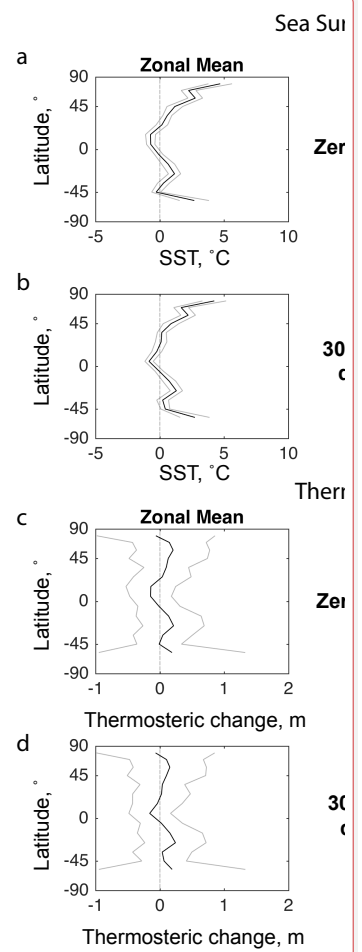 Sea Sur
a
Zonal Mean
90
45
0
-45
-90
Latitude, °
Zer
-5 0 5 10
SST, °C
b
90
45
0
-45
-90
Latitude, °
30
c
-5 0 5 10
SST, °C
Therr
c
Zonal Mean
90
45
0
-45
-90
Latitude, °
Zer
-1 0 1 2
Thermosteric change, m
d
90
45
0
-45
-90
Latitude, °
30
c
-1 0 1 2
Thermosteric change, m